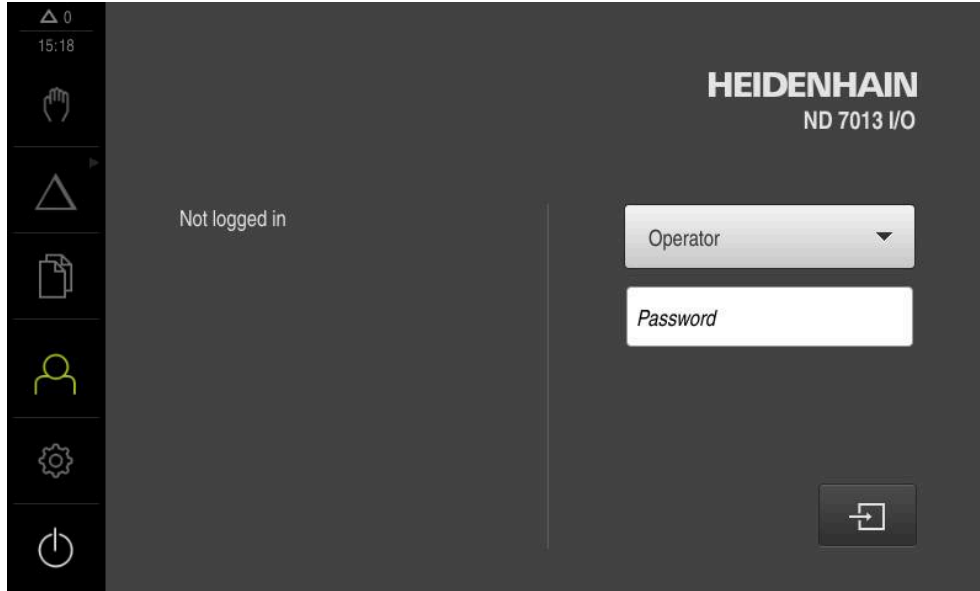 0
15:18
HEIDENHAIN
ND 7013 I/O
Not logged in
Operator
Password